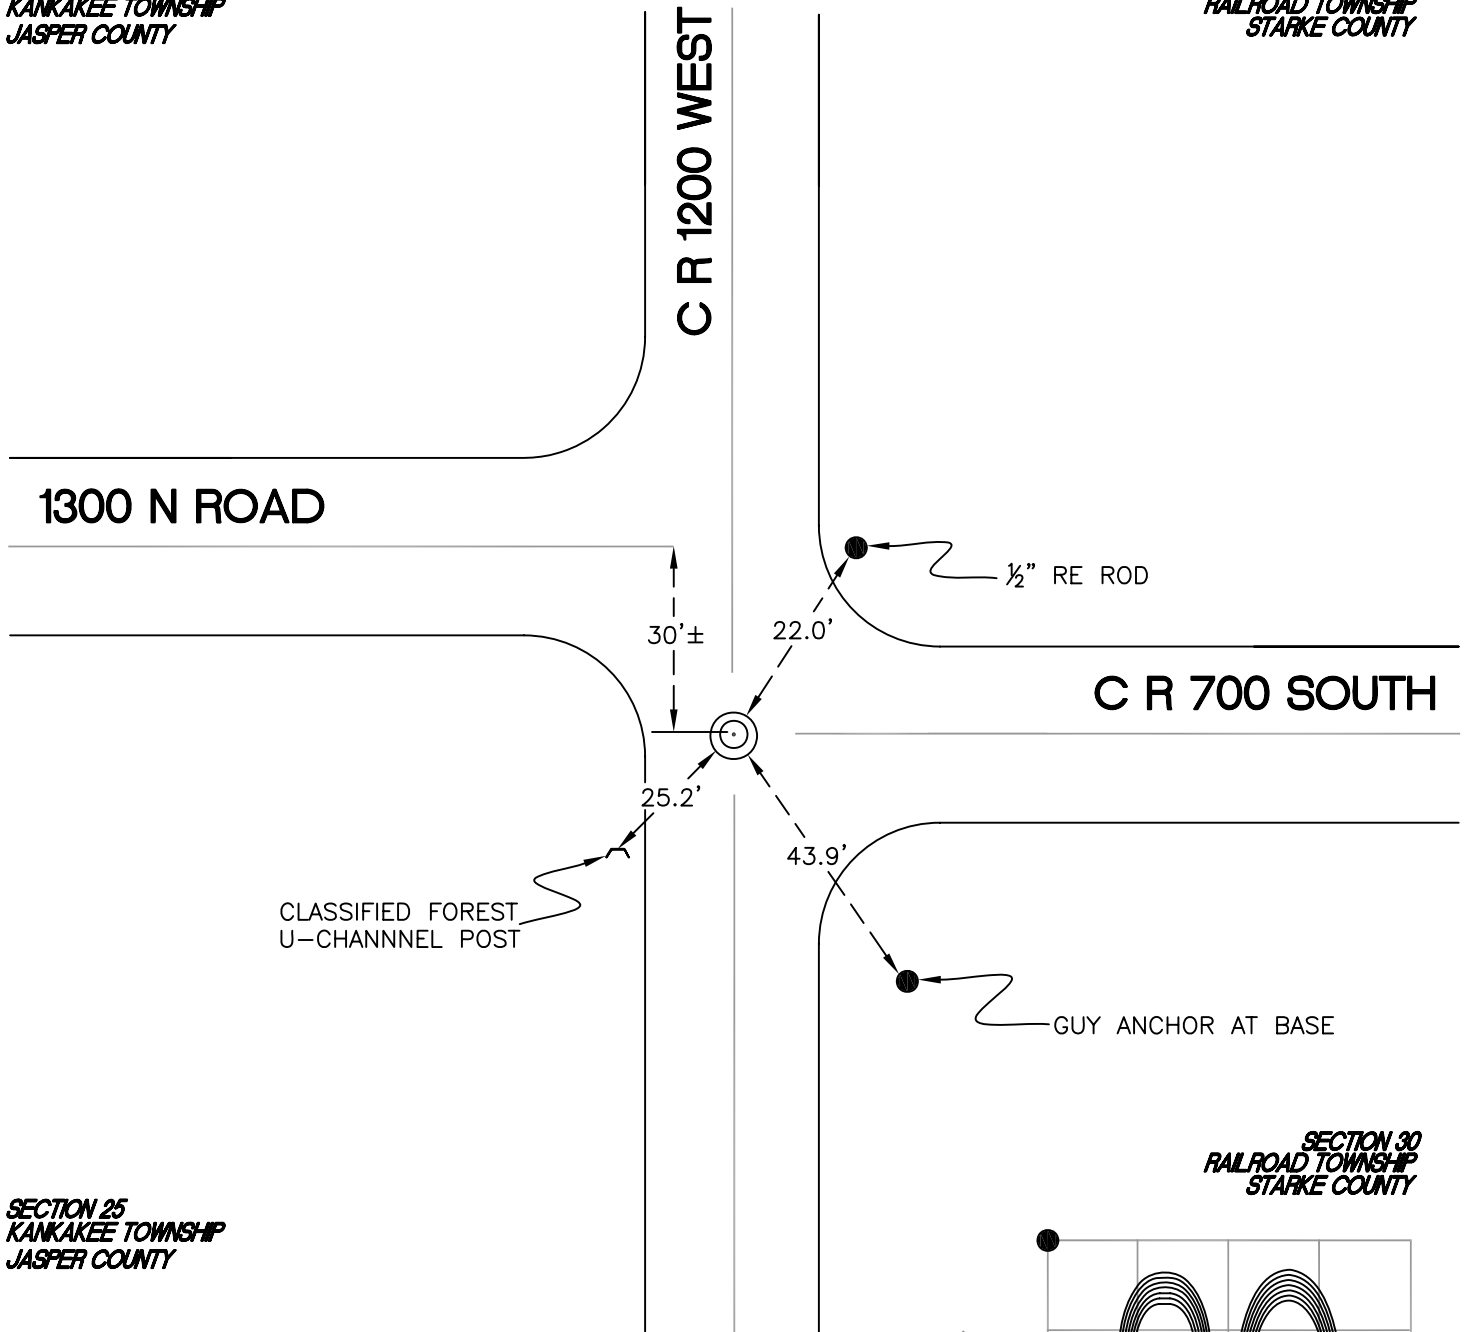 KANKAKEE TOWNSHIP
JASPER COUNTY
RAILROAD TOWNSHIP
STARKE COUNTY
C R 1200 WEST
1300 N ROAD
½” RE ROD
30’±
22.0’
C R 700 SOUTH
25.2’
43.9’
CLASSIFIED FOREST
U-CHANNNEL POST
GUY ANCHOR AT BASE
SECTION 30
RAILROAD TOWNSHIP
STARKE COUNTY
SECTION 25
KANKAKEE TOWNSHIP
JASPER COUNTY